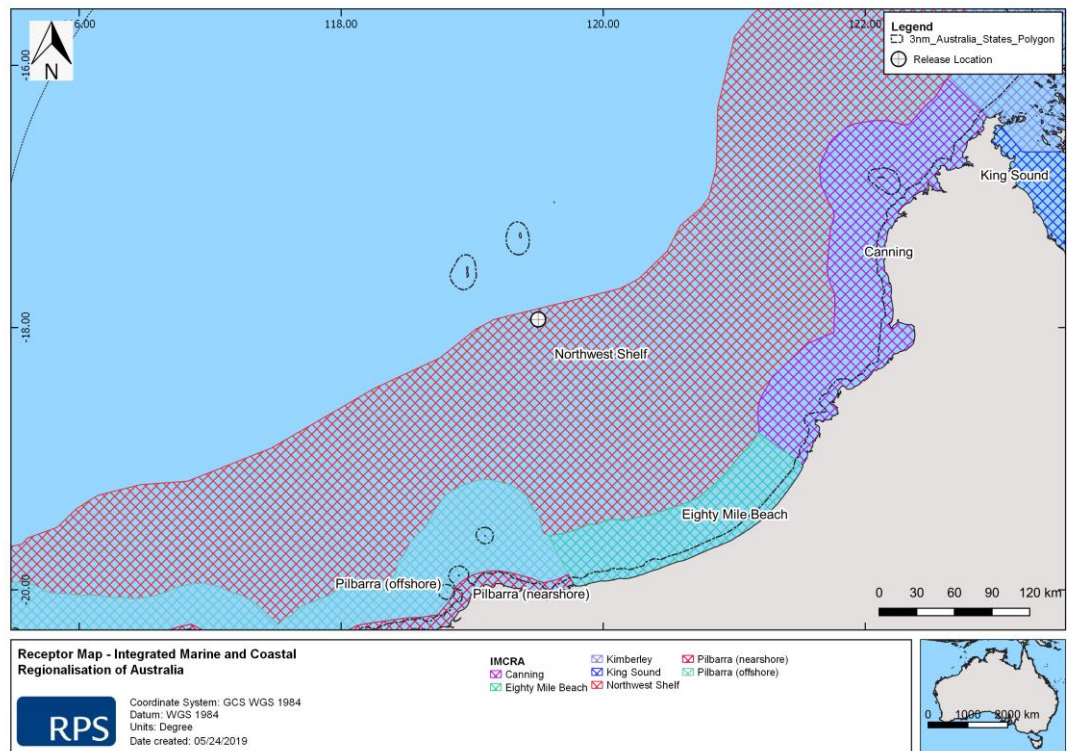 116.00 118.00 120.00 122.00
Legend
3nm_Australia_States_Polygon
Release Location
-16.00
N
King Sound
Canning
-18.00
Northwest Shelf
Eighty Mile Beach
Pilbarra (offshore)
Pilbarra (nearshore)
-20.00
0 30 60 90 120 km
Receptor Map - Integrated Marine and Coastal
Regionalisation of Australia
RPS
Coordinate System: GCS WGS 1984
Datum: WGS 1984
Units: Degree
Date created: 05/24/2019
IMCRA
Canning
Eighty Mile Beach
Kimberley
King Sound
Northwest Shelf
Pilbarra (nearshore)
Pilbarra (offshore)
0 1000 2000 km